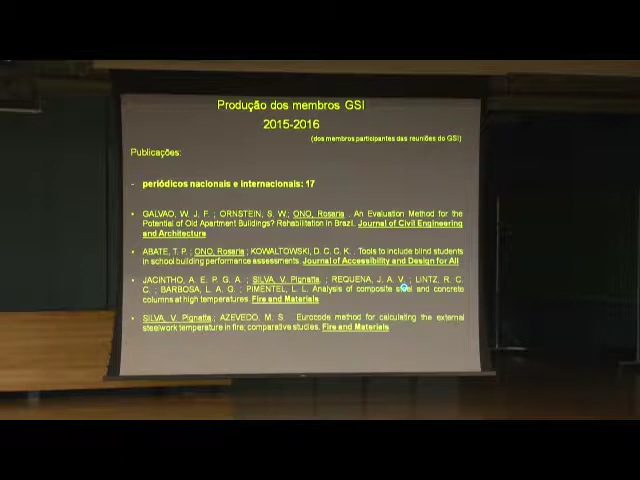 Produção dos membros GSI
2015-2016
(dos membros participantes das reuniões do GSI)
Publicações:
- periódicos nacionais e internacionais: 17
• GALVAO, W. J. F. ; ORNSTEIN, S. W.; ONO, Rosaria . An Evaluation Method for the
Potential of Old Apartment Buildings? Rehabilitation in Brazil. Journal of Civil Engineering
and Architecture
• ABATE, T. P.; ONO, Rosaria ; KOWALTOWSKI, D. C. C. K . Tools to include blind students
in school building performance assessments. Journal of Accessibility and Design for All
• JACINTHO, A. E. P. G. A. ; SILVA, V. Pignatta ; REQUENA, J. A. V. ; LINTZ, R. C.
C. ; BARBOSA, L. A. G. ; PIMENTEL, L. L. Analysis of composite steel and concrete
columns at high temperatures. Fire and Materials
• SILVA, V. Pignatta.; AZEVEDO, M. S. . Eurocode method for calculating the external
steelwork temperature in fire; comparative studies. Fire and Materials